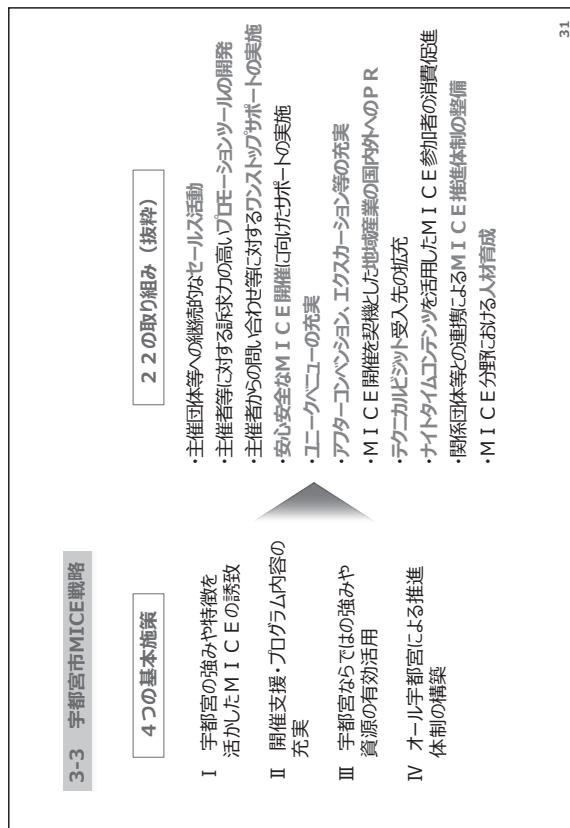 3-3 宇都宮市MICE戦略
4つの基本施策
Ⅰ 宇都宮の強みや特徴を
活かしたMICEの誘致
Ⅱ 開催支援・プログラム内容の
充実
Ⅲ 宇都宮ならではの強みや
資源の有効活用
Ⅳ オール宇都宮による推進
体制の構築
22の取り組み（抜粋）
・主催団体等への継続的なセールス活動
・主催者等に対する訴求力の高いプロモーションツールの開発
・主催者からの問い合わせ等に対するワンストップサポートの実施
・安心安全なMICE開催に向けたサポートの実施
・ユニークベニューの充実
・アフターコンベンション、エクスカーション等の充実
・MICE開催を契機とした地域産業の国内外へのPR
・テクニカルビジット受入先の拡充
・ナイトタイムコンテンツを活用したMICE参加者の消費促進
・関係団体等との連携によるMICE推進体制の整備
・MICE分野における人材育成
31